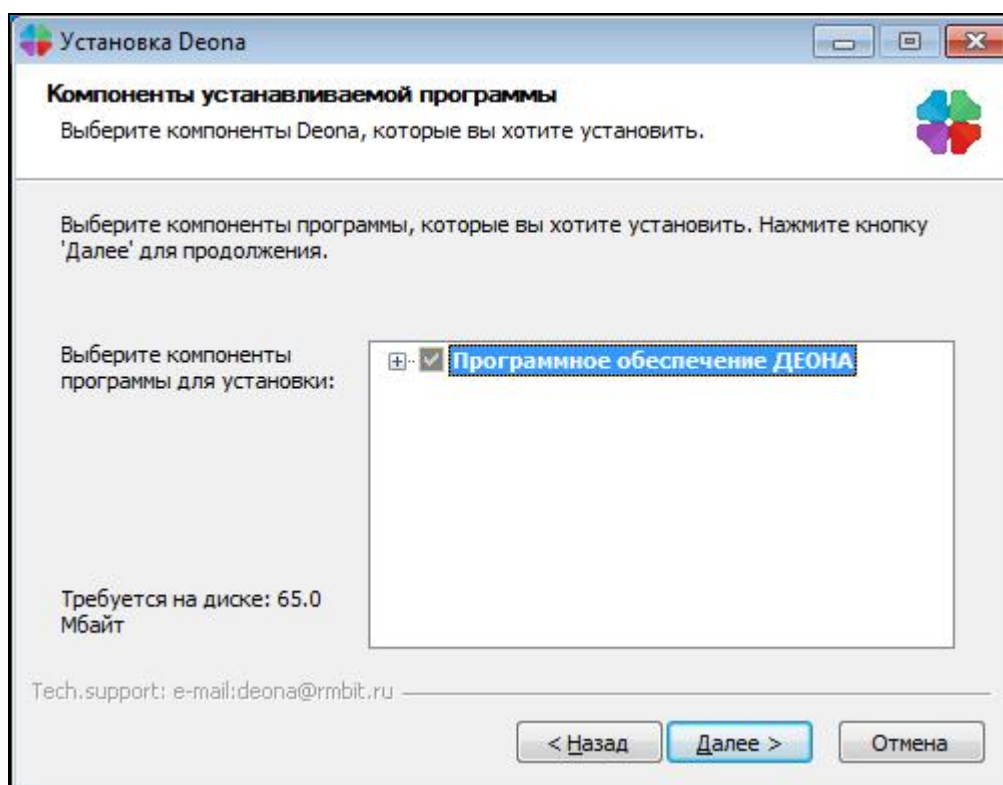 Установка Deona
Компоненты устанавливаемой программы
Выберите компоненты Deona, которые вы хотите установить.
Выберите компоненты программы, которые вы хотите установить. Нажмите кнопку
'Далее' для продолжения.
Выберите компоненты
программы для установки:
Программное обеспечение ДЕОНА
Требуется на диске: 65.0
Мбайт
Tech.support: e-mail:deona@rmbit.ru
< Назад
Далее >
Отмена